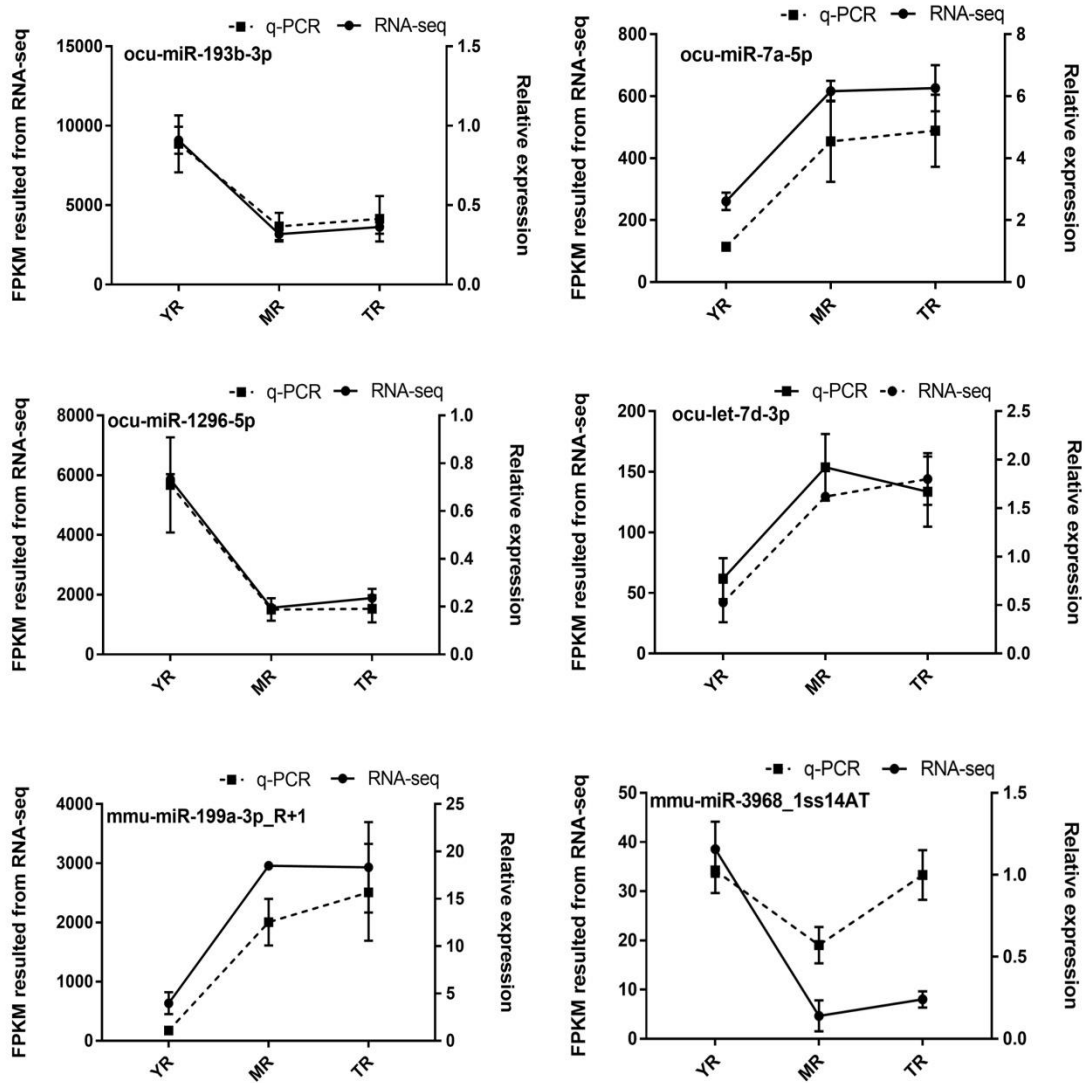 q-PCR RNA-seq
ocu-miR-193b-3p
FPKM resulted from RNA-seq
15000
10000
5000
0
1.5
1.0
0.5
0.0
Relative expression
YR MR TR
q-PCR RNA-seq
ocu-miR-7a-5p
FPKM resulted from RNA-seq
800
600
400
200
0
8
6
4
2
0
Relative expression
YR MR TR
q-PCR RNA-seq
ocu-miR-1296-5p
FPKM resulted from RNA-seq
8000
6000
4000
2000
0
1.0
0.8
0.6
0.4
0.2
0.0
Relative expression
YR MR TR
q-PCR RNA-seq
ocu-let-7d-3p
FPKM resulted from RNA-seq
200
150
100
50
0
2.5
2.0
1.5
1.0
0.5
0.0
Relative expression
YR MR TR
q-PCR RNA-seq
mmu-miR-199a-3p_R+1
FPKM resulted from RNA-seq
4000
3000
2000
1000
0
25
20
15
10
5
0
Relative expression
YR MR TR
q-PCR RNA-seq
mmu-miR-3968_1ss14AT
FPKM resulted from RNA-seq
50
40
30
20
10
0
1.5
1.0
0.5
0.0
Relative expression
YR MR TR